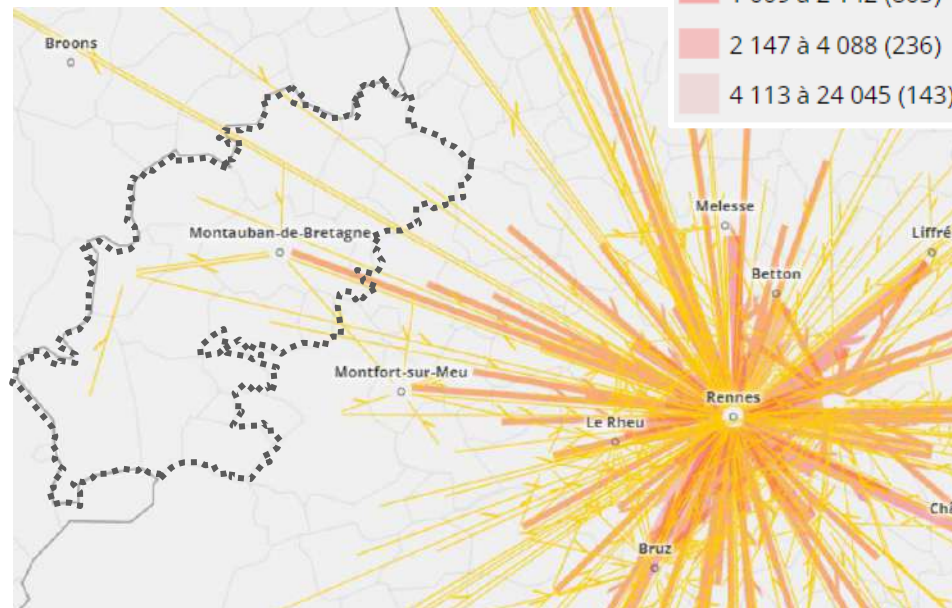 2 147 à 4 088 (236)
4 113 à 24 045 (143)
Broons
Melesse
Montauban-de-Bretagne
Liffré
Betton
Montfort-sur-Meu
Rennes
Le Rheu
Bruz